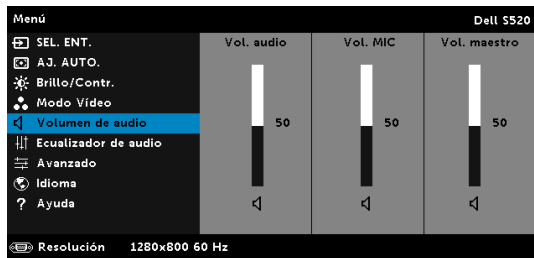 Menú Dell S520
SEL. ENT.
AJ. AUTO.
Brillo/Contr.
Modo Vídeo
Volumen de audio
Ecualizador de audio
Avanzado
Idioma
? Ayuda
Vol. audio Vol. MIC Vol. maestro
50 50 50
Resolución 1280x800 60 Hz